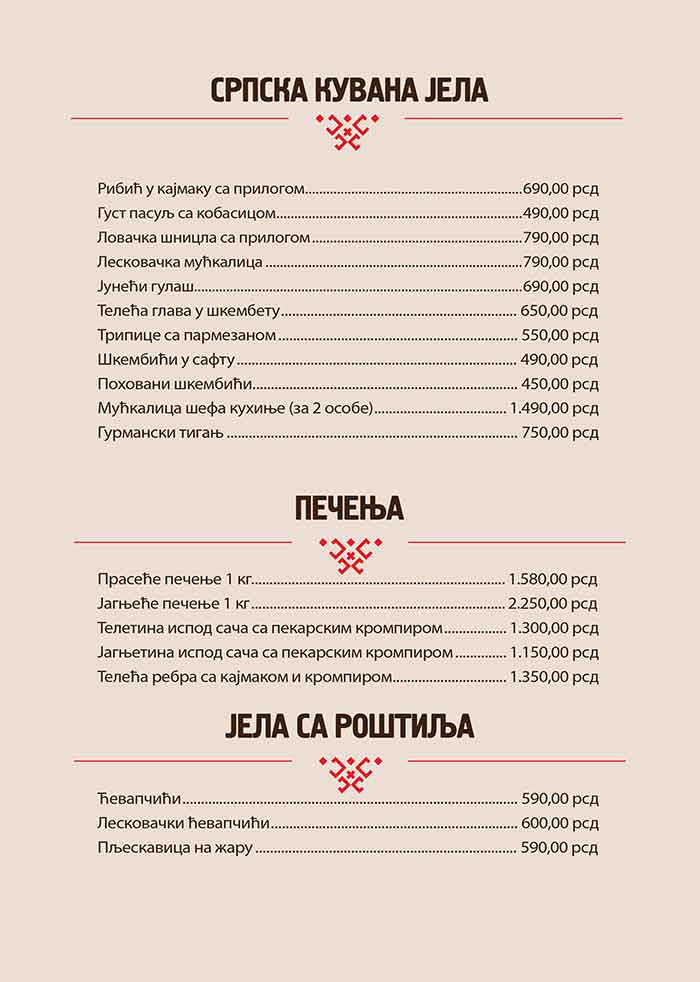 СРПСКА КУВАНА ЈЕЛА
Рибић у кајмаку са прилогом..............................................690,00 рсд
Густ пасуљ са кобасицом....................................................490,00 рсд
Ловачка шницла са прилогом............................................790,00 рсд
Лесковачка мућкалица ......................................................790,00 рсд
Јунећи гулаш.....................................................................690,00 рсд
Телећа глава у шкембету.................................................. 650,00 рсд
Трипице са пармезаном ................................................... 550,00 рсд
Шкембићи у сафту ............................................................ 490,00 рсд
Поховани шкембићи......................................................... 450,00 рсд
Мућкалица шефа кухиње (за 2 особе)............................ 1.490,00 рсд
Гурмански тигањ .............................................................. 750,00 рсд
ПЕЧЕЊА
Прасеће печење 1 кг...................................................... 1.580,00 рсд
Јагњеће печење 1 кг ...................................................... 2.250,00 рсд
Телетина испод сача са пекарским кромпиром.............. 1.300,00 рсд
Јагњетина испод сача са пекарским кромпиром ........... 1.150,00 рсд
Телећа ребра са кајмаком и кромпиром........................ 1.350,00 рсд
ЈЕЛА СА РОШТИЉА
Ћевапчићи....................................................................... 590,00 рсд
Лесковачки ћевапчићи..................................................... 600,00 рсд
Пљескавица на жару ....................................................... 590,00 рсд